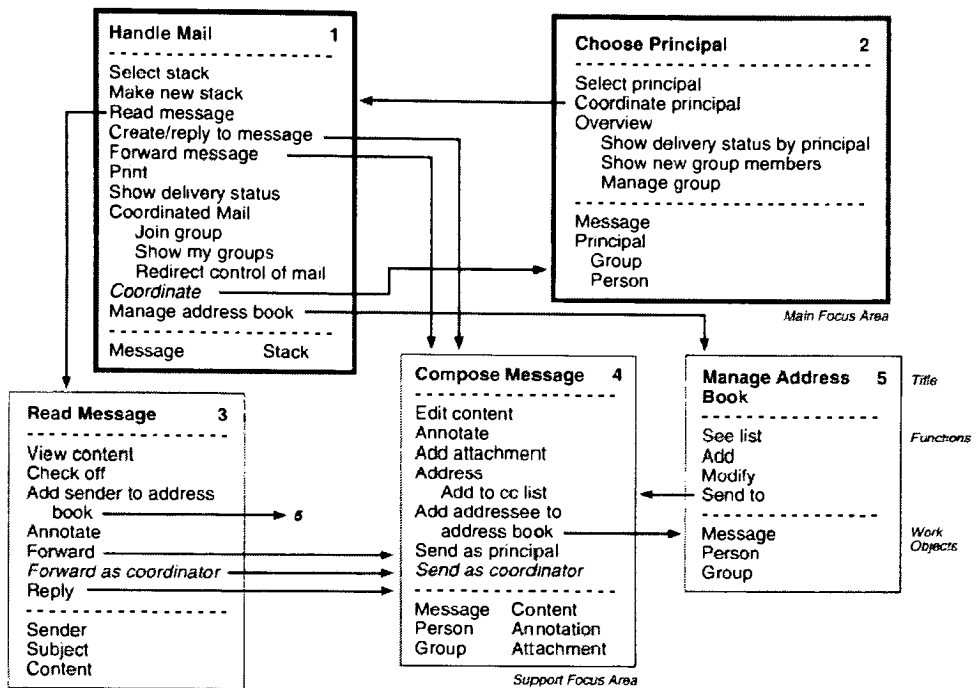 Handle Mail 1
Select stack
Make new stack
Read message
Create/reply to message
Forward message
Print
Show delivery status
Coordinated Mail
Join group
Show my groups
Redirect control of mail
Coordinate
Manage address book
Message Stack
Choose Principal 2
Select principal
Coordinate principal
Overview
Show delivery status by principal
Show new group members
Manage group
Message
Principal
Group
Person
Main Focus Area
Read Message 3
View content
Check off
Add sender to address
book 5
Annotate
Forward
Forward as coordinator
Reply
Sender
Subject
Content
Compose Message 4
Edit content
Annotate
Add attachment
Address
Add to cc list
Add addressee to
address book
Send as principal
Send as coordinator
Message Content
Person Annotation
Group Attachment
Support Focus Area
Manage Address 5
Book
See list
Add
Modify
Send to
Message
Person
Group
Title
Functions
Work
Objects